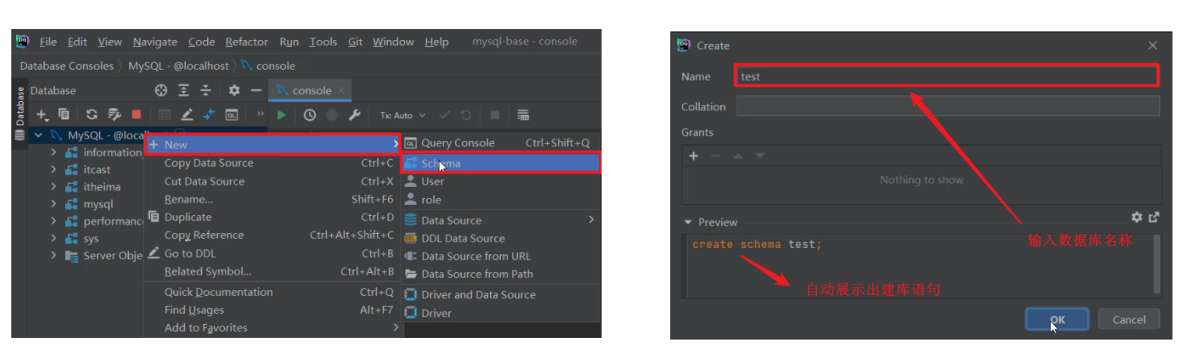 File Edit View Navigate Code Refactor Run Tools Git Window Help mysql-base - console
Database Consoles MySQL - @localhost console
Database
Database
console
Tx: Auto
MySQL - @local
information
itcast
itheima
mysql
performanc
sys
Server Obje
New
Copy Data Source Ctrl+C
Cut Data Source Ctrl+X
Rename... Shift+F6
Duplicate Ctrl+D
Copy Reference Ctrl+Alt+Shift+C
Go to DDL Ctrl+B
Related Symbol... Ctrl+Alt+B
Quick Documentation Ctrl+Q
Find Usages Alt+F7
Add to Favorites
Query Console Ctrl+Shift+Q
Schema
User
role
Data Source
DDL Data Source
Data Source from URL
Data Source from Path
Driver and Data Source
Driver
Create
Name test
Collation
Grants
Nothing to show
Preview
create schema test;
输入数据库名称
自动展示出建库语句
OK Cancel